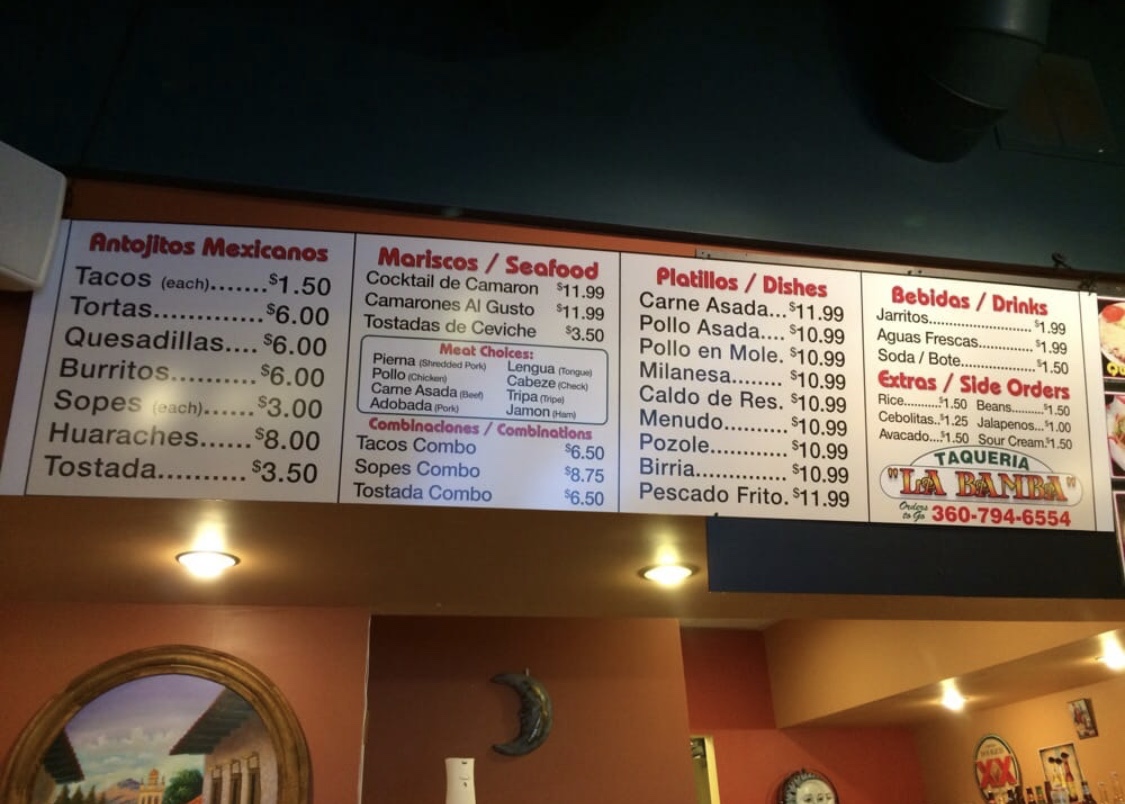 Antojitos Mexicanos
Tacos (each).......$1.50
Tortas.............$6.00
Quesadillas....$6.00
Burritos..........$6.00
Sopes (each)......$3.00
Huaraches......$8.00
Tostada..........$3.50
Mariscos / Seafood
Cocktail de Camaron $11.99
Camarones Al Gusto $11.99
Tostadas de Ceviche $3.50
Meat Choices:
Pierna (Shredded Pork) Lengua (Tongue)
Pollo (Chicken) Cabeze (Check)
Carne Asada (Beef) Tripa (Tripe)
Adobada (Pork) Jamon (Ham)
Combinaciones / Combinations
Tacos Combo $6.50
Sopes Combo $8.75
Tostada Combo $6.50
Platillos / Dishes
Carne Asada...$11.99
Pollo Asada....$10.99
Pollo en Mole. $10.99
Milanesa........ $10.99
Caldo de Res. $10.99
Menudo.......... $10.99
Pozole............ $10.99
Birria.............. $10.99
Pescado Frito. $11.99
Bebidas / Drinks
Jarritos.............................. $1.99
Aguas Frescas.............. $1.99
Soda / Bote.................... $1.50
Extras / Side Orders
Rice..........$1.50 Beans..........$1.50
Cebolitas..$1.25 Jalapenos...$1.00
Avacado...$1.50 Sour Cream.$1.50
TAQUERIA
"LA BAMBA"
Orders to Go 360-794-6554
XX